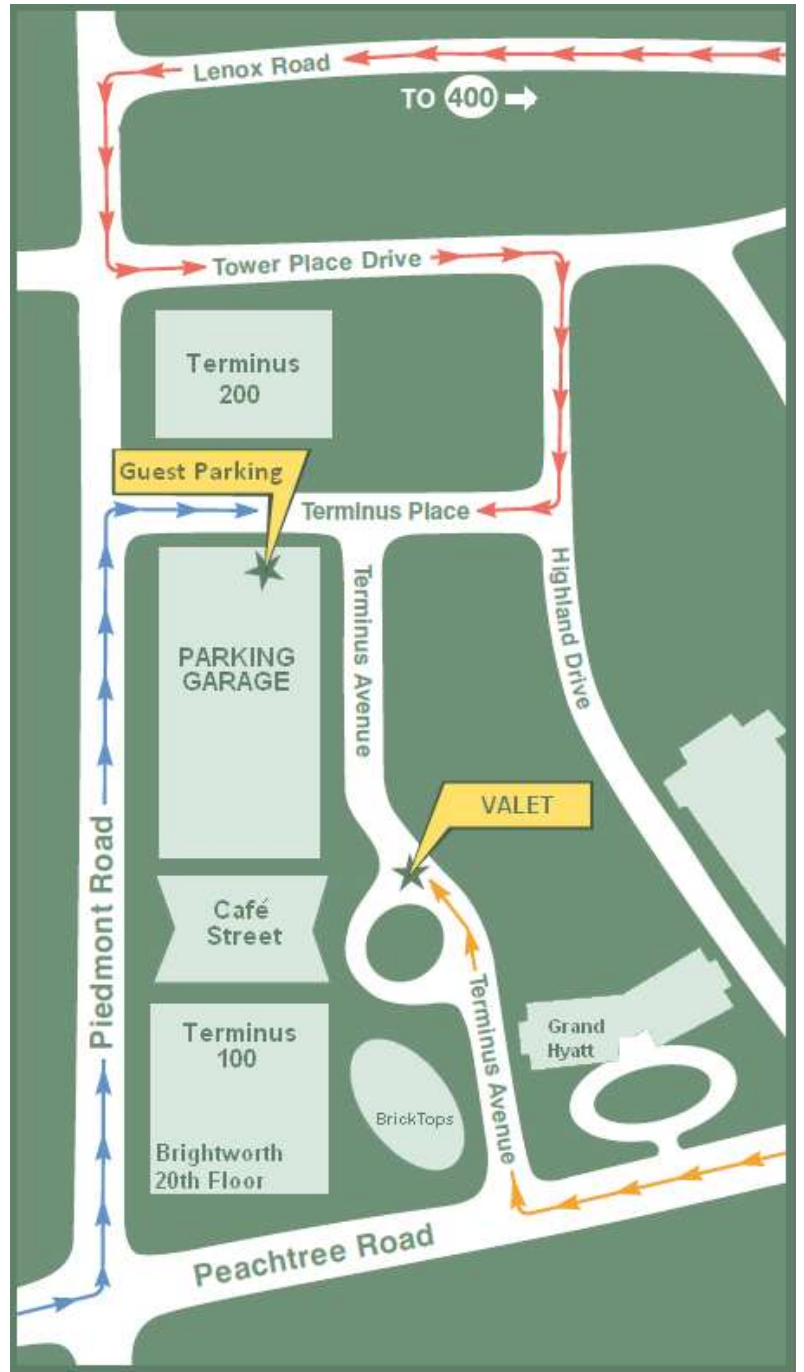 Lenox Road
TO 400
Tower Place Drive
Terminus
200
Guest Parking
Terminus Place
Terminus Avenue
Highland Drive
PARKING
GARAGE
VALET
Piedmont Road
Café
Street
Terminus
100
Brightworth
20th Floor
BrickTops
Terminus Avenue
Grand
Hyatt
Peachtree Road